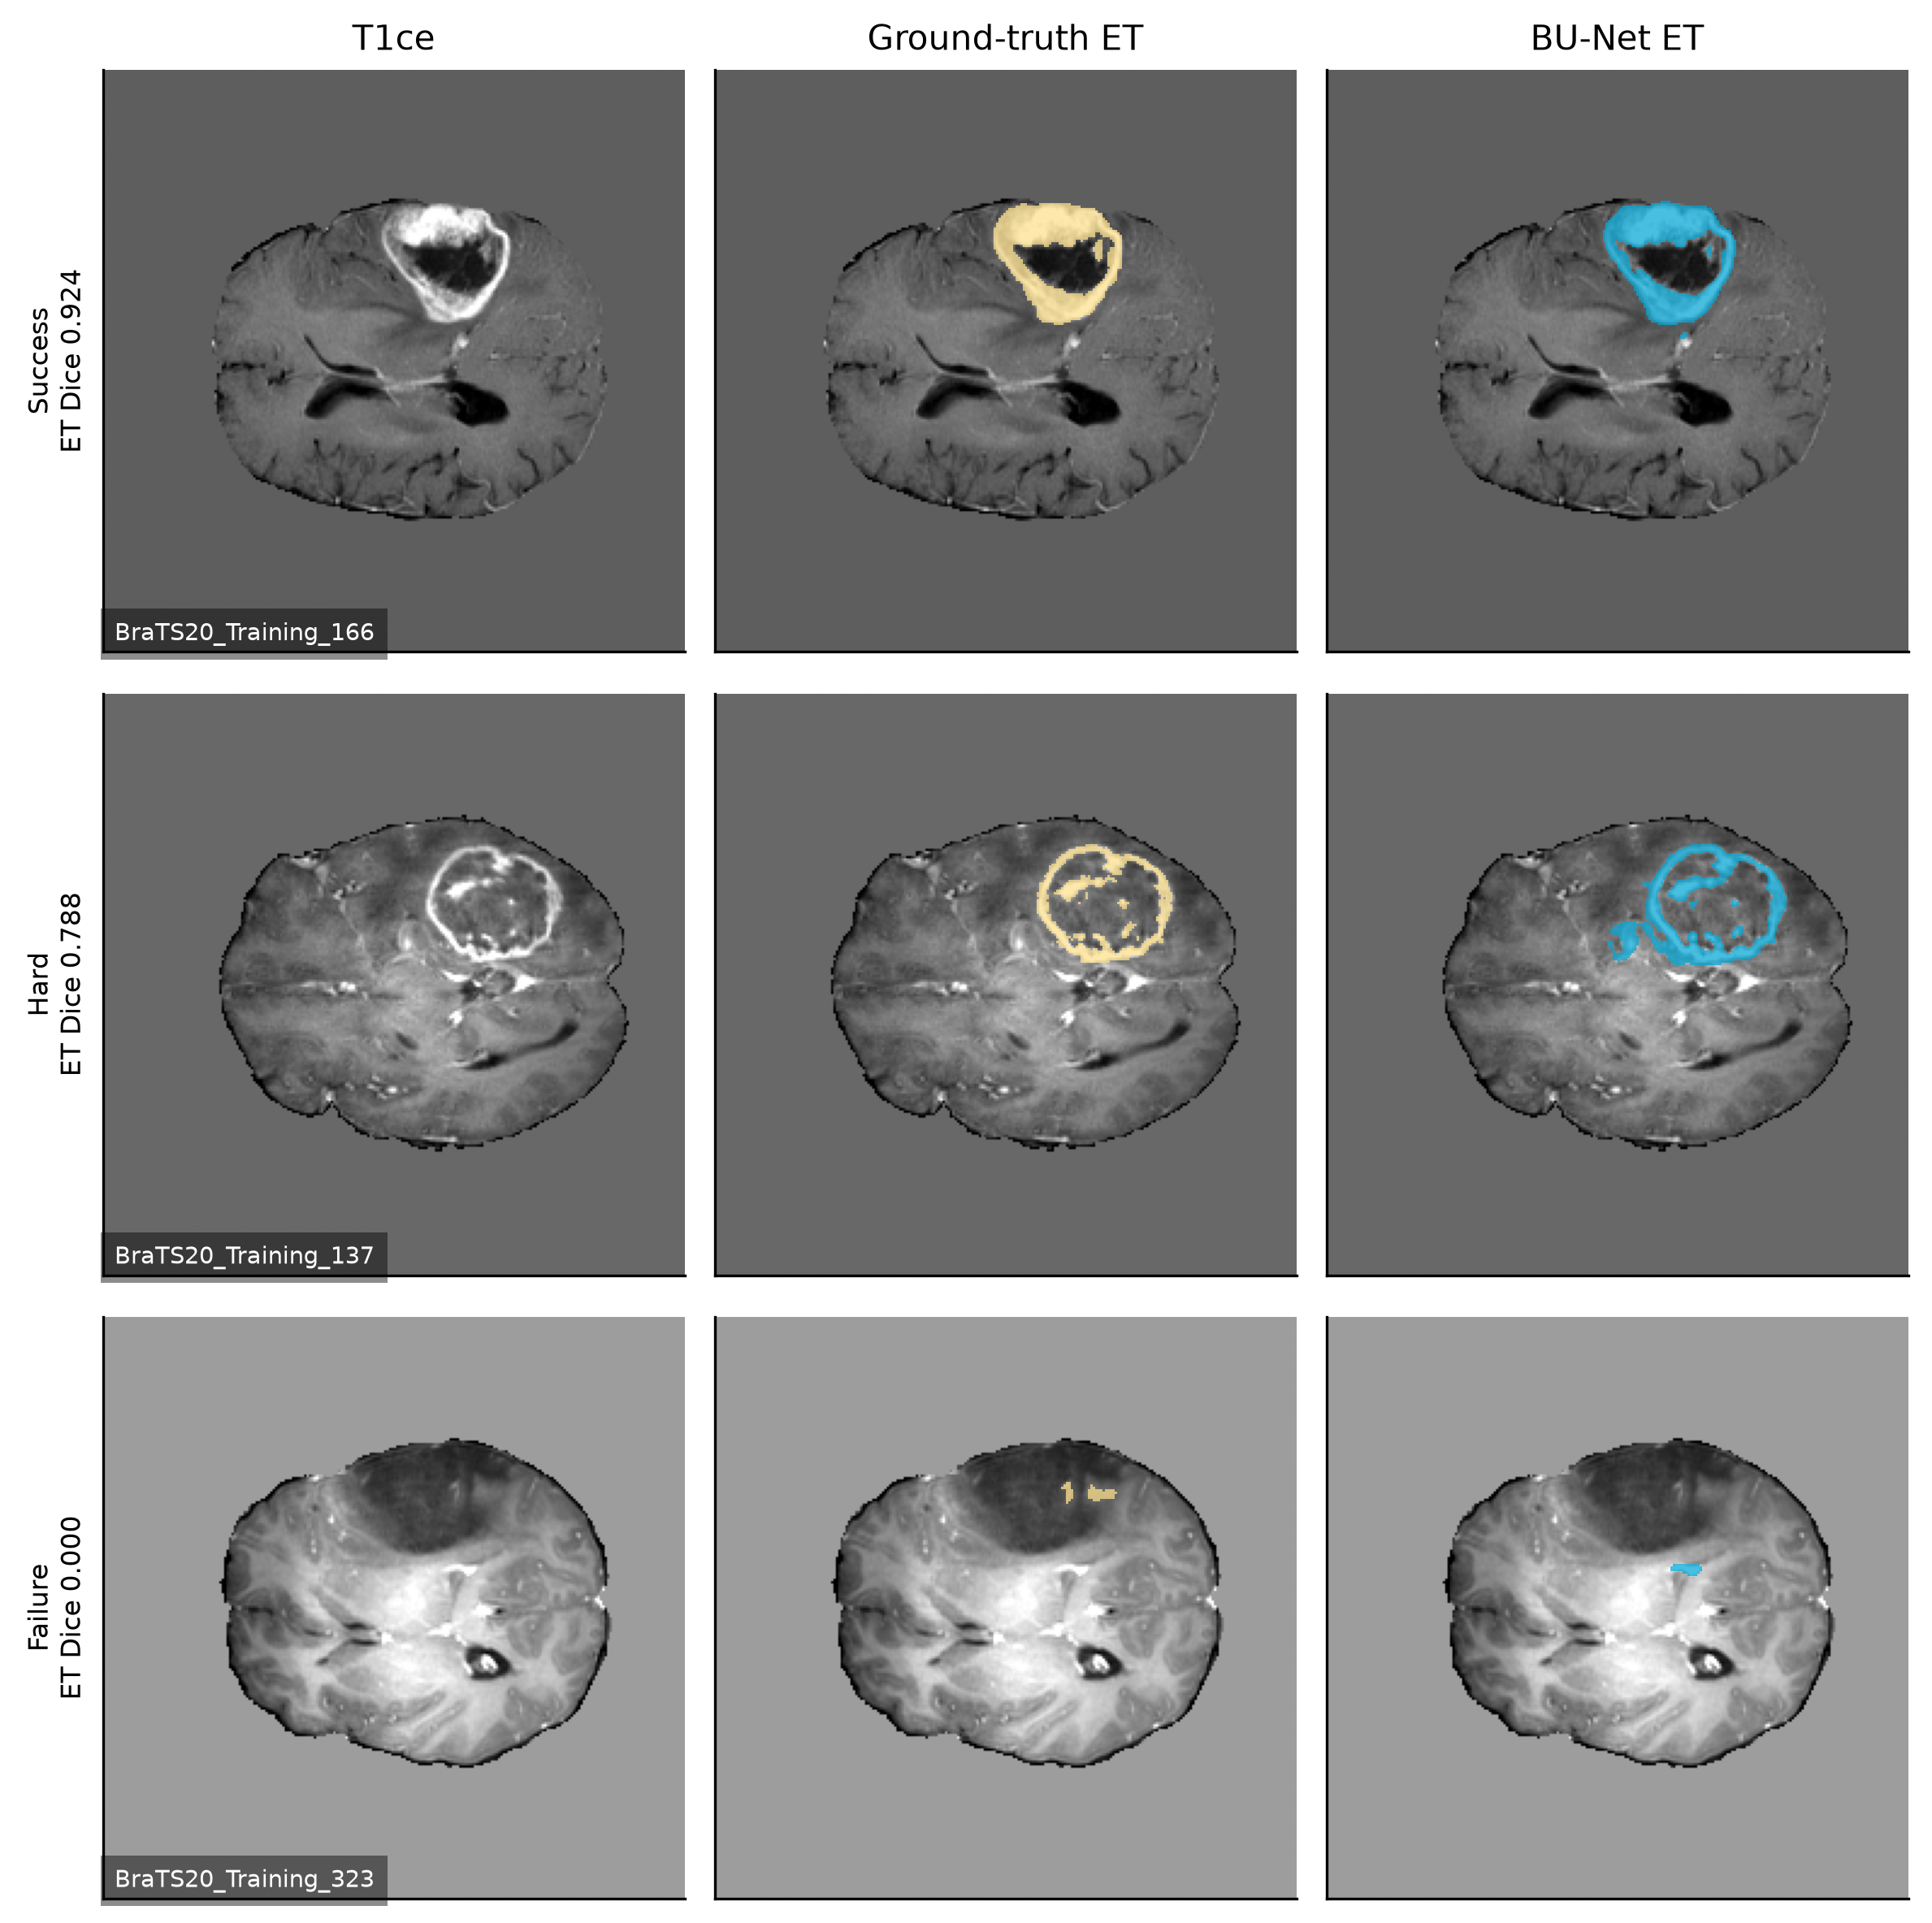 T1ce
Ground-truth ET
BU-Net ET
Success
ET Dice 0.924
BraTS20_Training_166
Hard
ET Dice 0.788
BraTS20_Training_137
Failure
ET Dice 0.000
BraTS20_Training_323